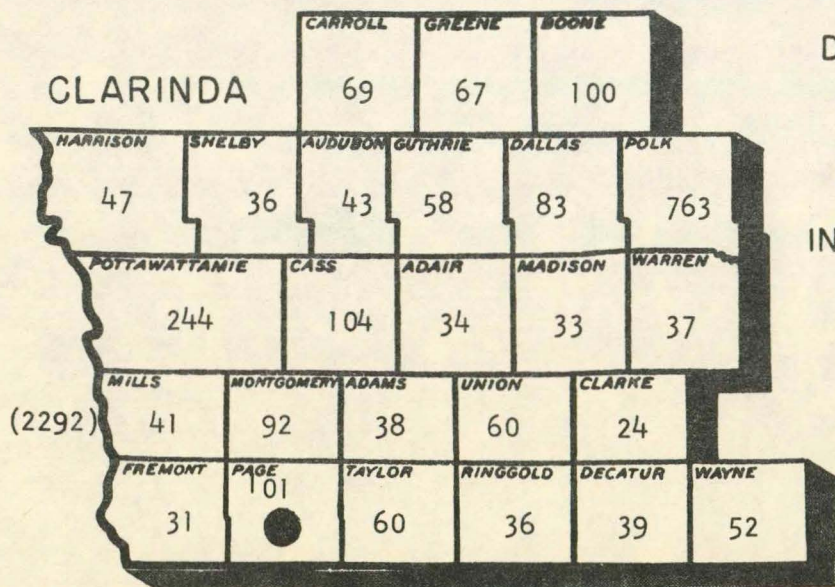 CARROLL GREENE BOONE
D
CLARINDA
69 67 100
HARRISON SHELBY AUDUBON GUTHRIE DALLAS POLK
47 36 43 58 83 763
IN
POTTAWATTAMIE CASS ADAIR MADISON WARREN
244 104 34 33 37
MILLS MONTGOMERY ADAMS UNION CLARKE
(2292) 41 92 38 60 24
FREMONT PAGE TAYLOR RINGGOLD DECATUR WAYNE
101
31 60 36 39 52